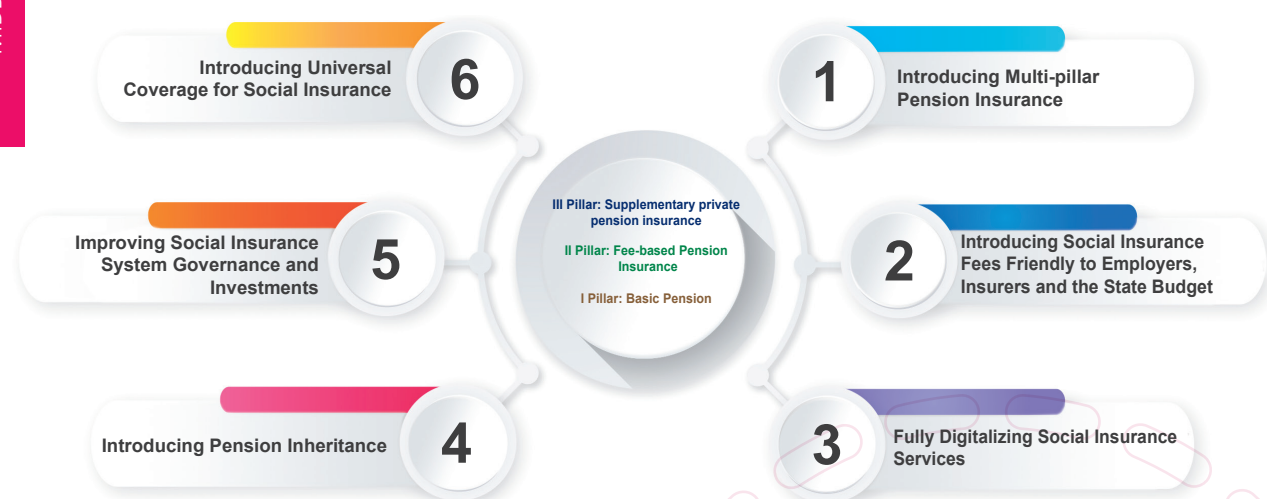 6
Introducing Universal
Coverage for Social Insurance
1
Introducing Multi-pillar
Pension Insurance
III Pillar: Supplementary private
pension insurance
II Pillar: Fee-based Pension
Insurance
I Pillar: Basic Pension
5
Improving Social Insurance
System Governance and
Investments
2
Introducing Social Insurance
Fees Friendly to Employers,
Insurers and the State Budget
4
Introducing Pension Inheritance
3
Fully Digitalizing Social Insurance
Services